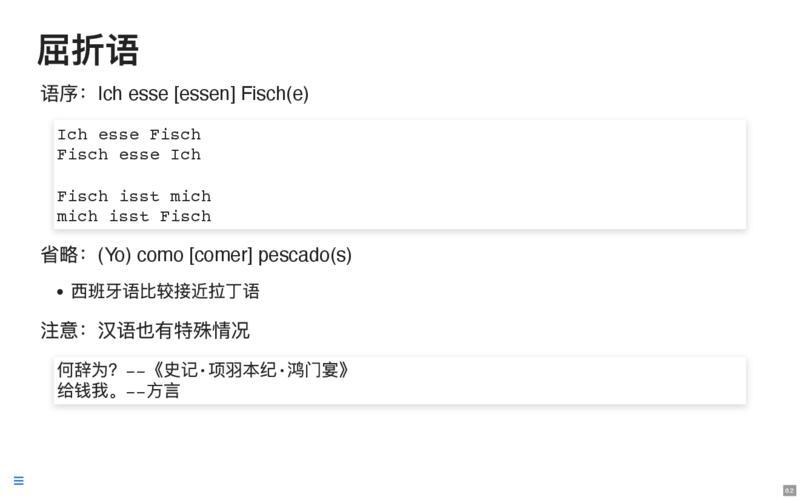 屈折语
语序：Ich esse [essen] Fisch(e)
Ich esse Fisch
Fisch esse Ich
Fisch isst mich
mich isst Fisch
省略：(Yo) como [comer] pescado(s)
• 西班牙语比较接近拉丁语
注意：汉语也有特殊情况
何辞为？--《史记·项羽本纪·鸿门宴》
给钱我。--方言